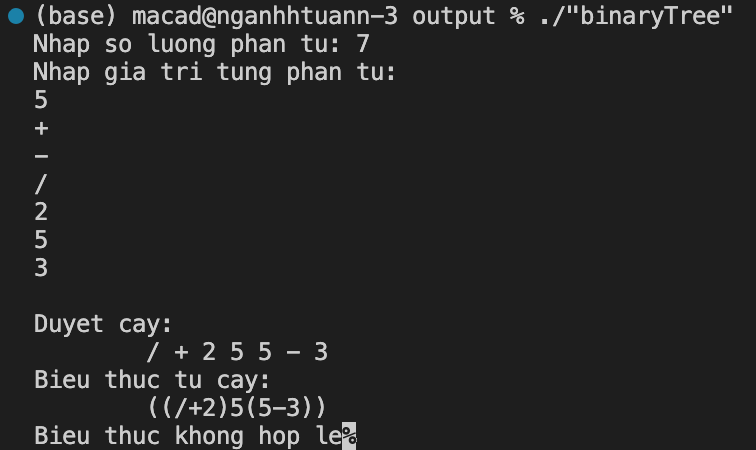 (base) macad@nganhhtuann-3 output % ./"binaryTree"
Nhap so luong phan tu: 7
Nhap gia tri tung phan tu:
5
+
-
/
2
5
3
Duyet cay:
/ + 2 5 5 - 3
Bieu thuc tu cay:
((/+2)5(5-3))
Bieu thuc khong hop le%